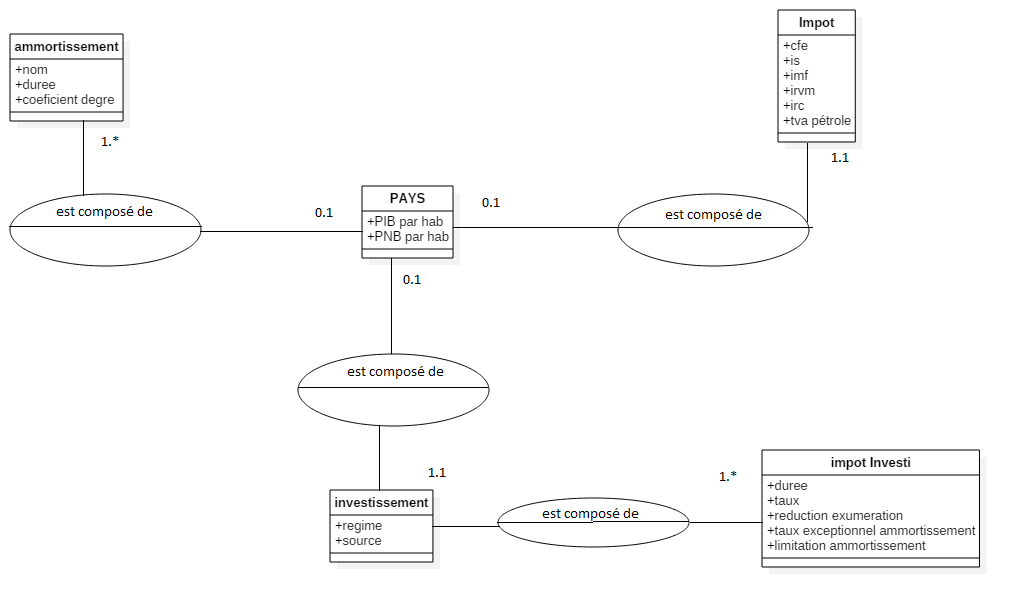 ammortissement
+nom
+duree
+coeficient degre
1.*
est composé de
0.1
PAYS
+PIB par hab
+PNB par hab
0.1
0.1
Impot
+cfe
+is
+imf
+irvm
+irc
+tva pétrole
1.1
est composé de
est composé de
1.1
investissement
+regime
+source
est composé de
1.*
impot Investi
+duree
+taux
+reduction exumeration
+taux exceptionnel ammortissement
+limitation ammortissement